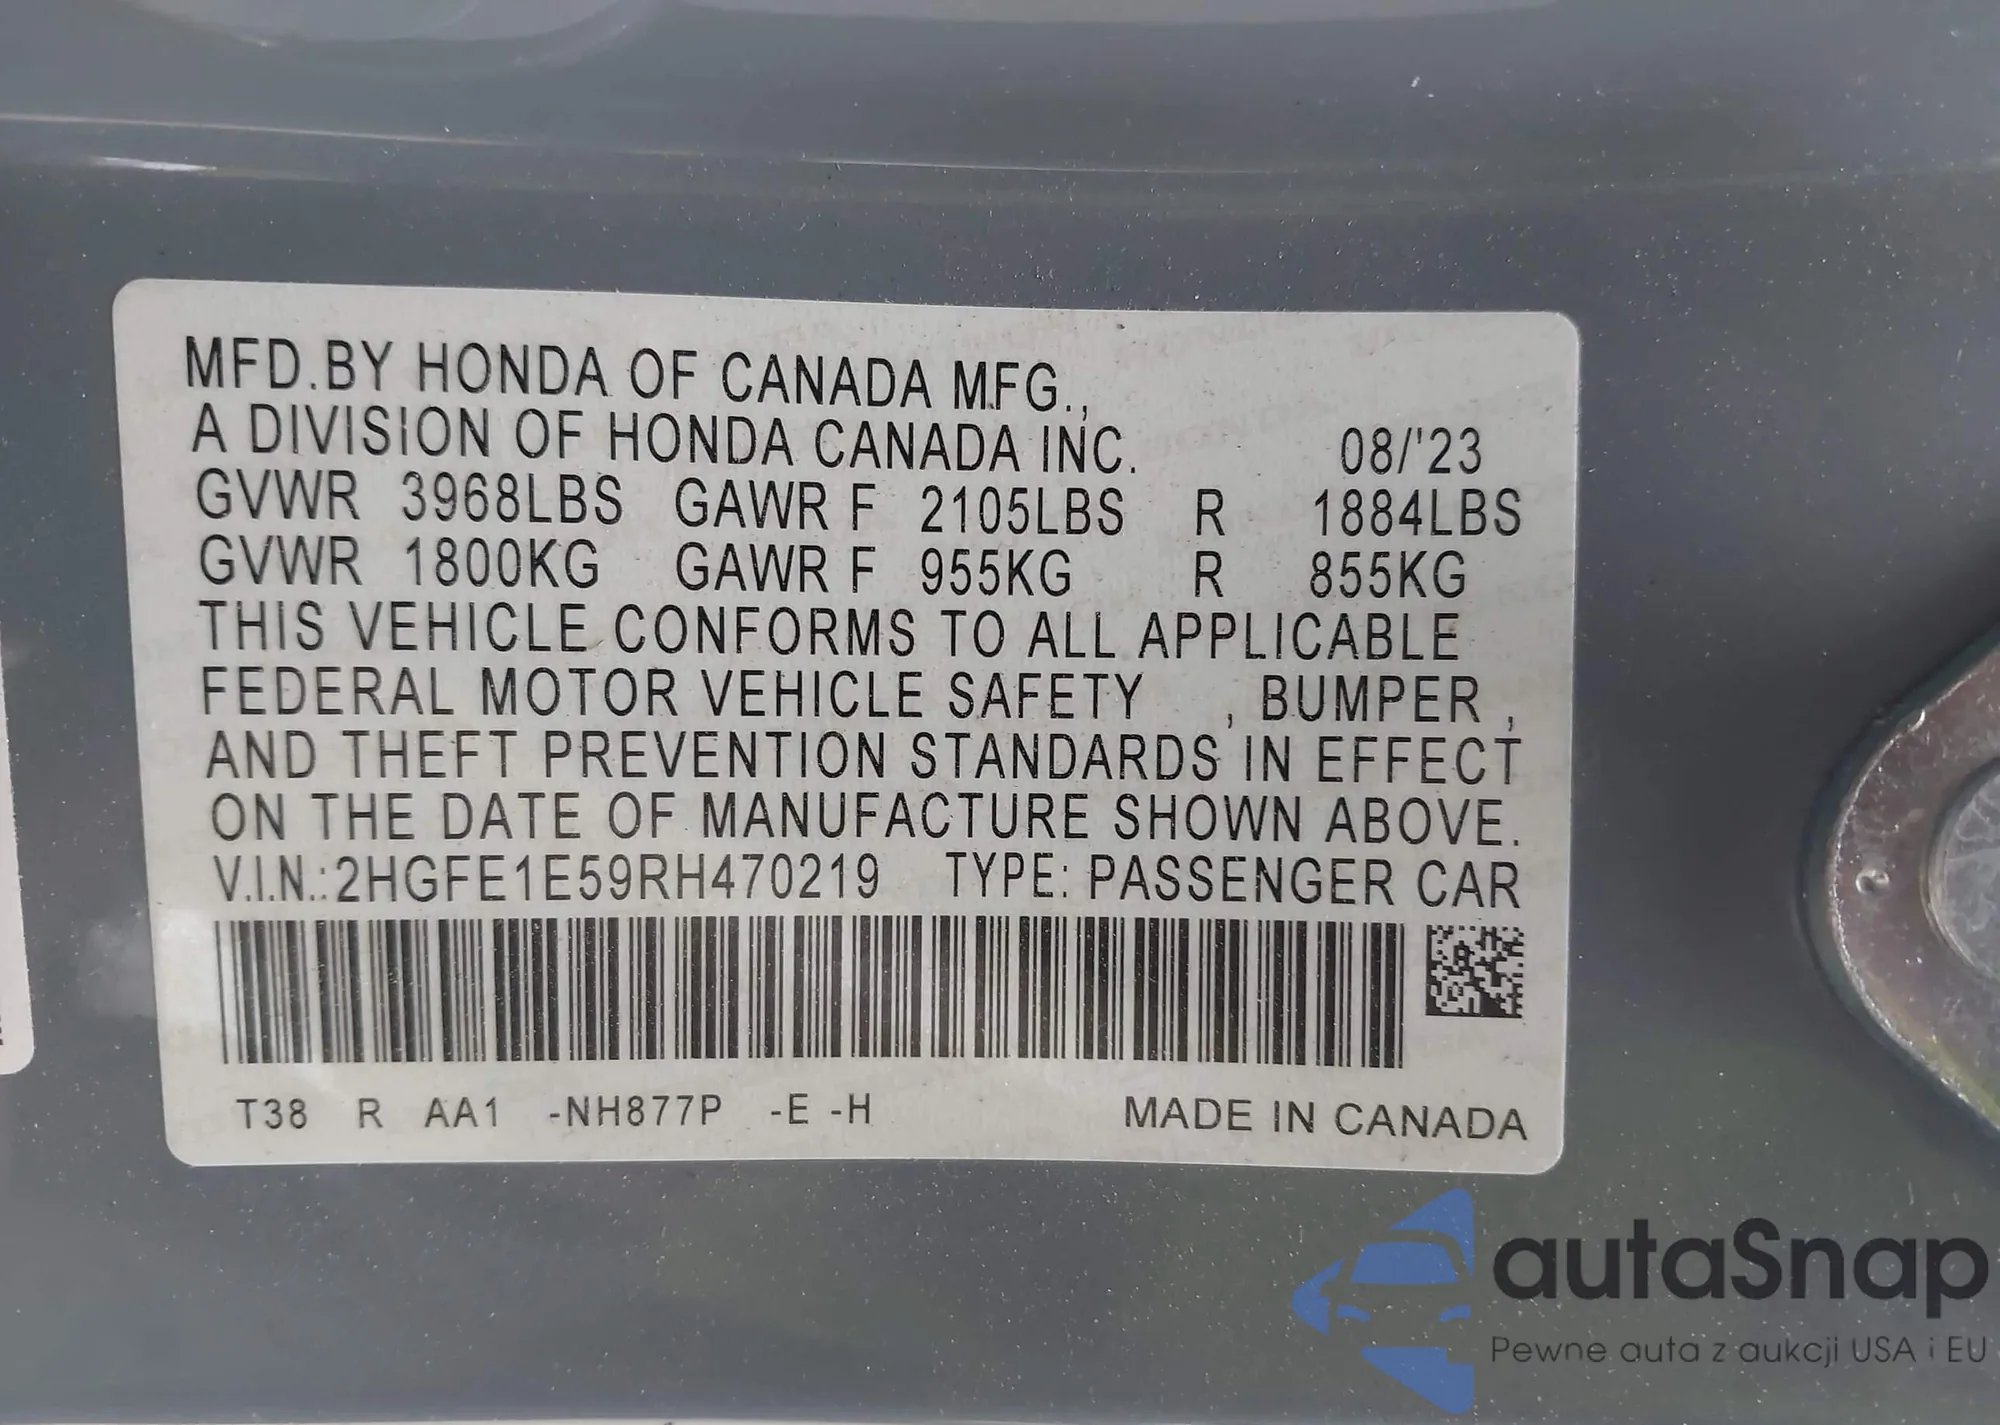 MFD.BY HONDA OF CANADA MFG.,
A DIVISION OF HONDA CANADA INC. 08/'23
GVWR 3968LBS GAWR F 2105LBS R 1884LBS
GVWR 1800KG GAWR F 955KG R 855KG
THIS VEHICLE CONFORMS TO ALL APPLICABLE
FEDERAL MOTOR VEHICLE SAFETY , BUMPER ,
AND THEFT PREVENTION STANDARDS IN EFFECT
ON THE DATE OF MANUFACTURE SHOWN ABOVE.
V.I.N.:2HGFE1E59RH470219 TYPE: PASSENGER CAR
T38 R AA1 -NH877P -E -H MADE IN CANADA
autaSnap
Pewne auta z aukcji USA i EU